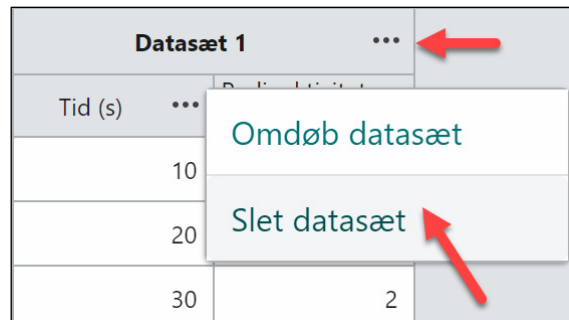 Datasæt 1 •••
Tid (s) •••
Omdøb datasæt
10
Slet datasæt
20
30 2